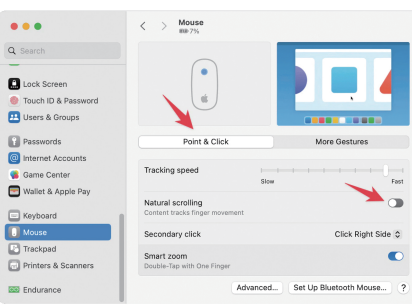 Mouse
7%
Search
Lock Screen
Touch ID & Password
Users & Groups
Passwords
Internet Accounts
Game Center
Wallet & Apple Pay
Keyboard
Mouse
Trackpad
Printers & Scanners
Endurance
Point & Click
More Gestures
Tracking speed
Slow
Fast
Natural scrolling
Content tracks finger movement
Secondary click
Click Right Side
Smart zoom
Double-Tap with One Finger
Advanced...
Set Up Bluetooth Mouse...
?